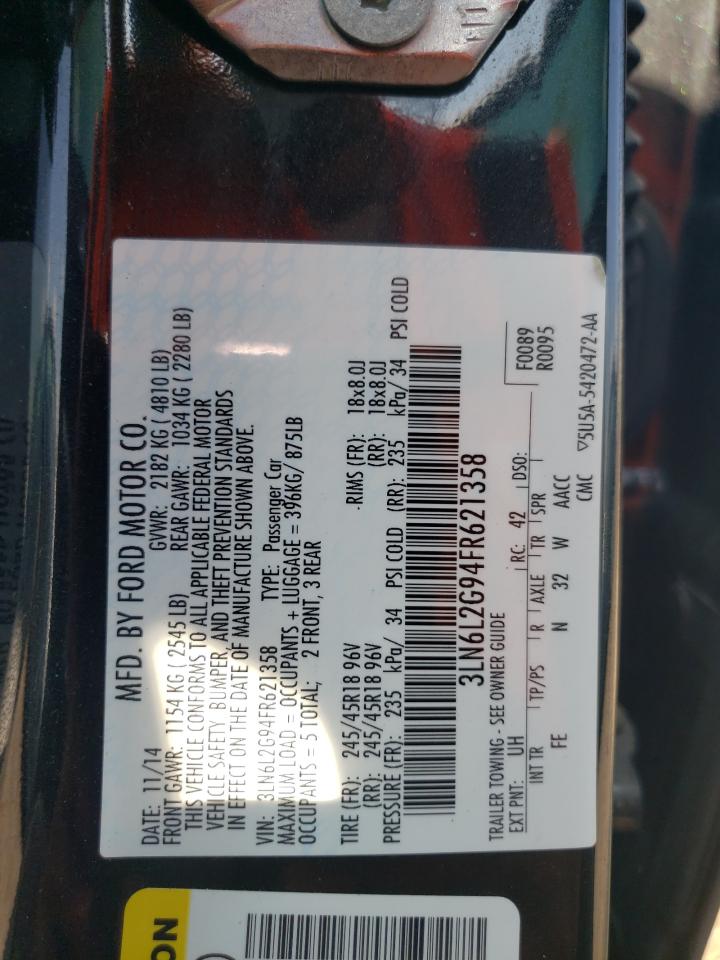 MFD. BY FORD MOTOR CO.
DATE: 11/14 GVWR: 2182 KG ( 4810 LB)
FRONT GAWR: 1154 KG ( 2545 LB) REAR GAWR: 1034 KG ( 2280 LB)
THIS VEHICLE CONFORMS TO ALL APPLICABLE FEDERAL MOTOR
VEHICLE SAFETY, BUMPER, AND THEFT PREVENTION STANDARDS
IN EFFECT ON THE DATE OF MANUFACTURE SHOWN ABOVE.
VIN: 3LN6L2G94FR621358 TYPE: Passenger Car
MAXIMUM LOAD = OCCUPANTS + LUGGAGE = 396KG/ 875LB
OCCUPANTS = 5 TOTAL; 2 FRONT, 3 REAR
TIRE (FR): 245/45R18 96V RIMS (FR): 18x8.0J
(RR): 245/45R18 96V (RR): 18x8.0J
PRESSURE (FR): 235 kPa/ 34 PSI COLD (RR): 235 kPa/ 34 PSI COLD
3LN6L2G94FR621358
TRAILER TOWING - SEE OWNER GUIDE F0089
EXT PNT: UH RC: 42 DSO: R0095
INT TR TP/PS R AXLE TR SPR
FE N 32 W AACC
CMC ▽5U5A-5420472-AA
ON